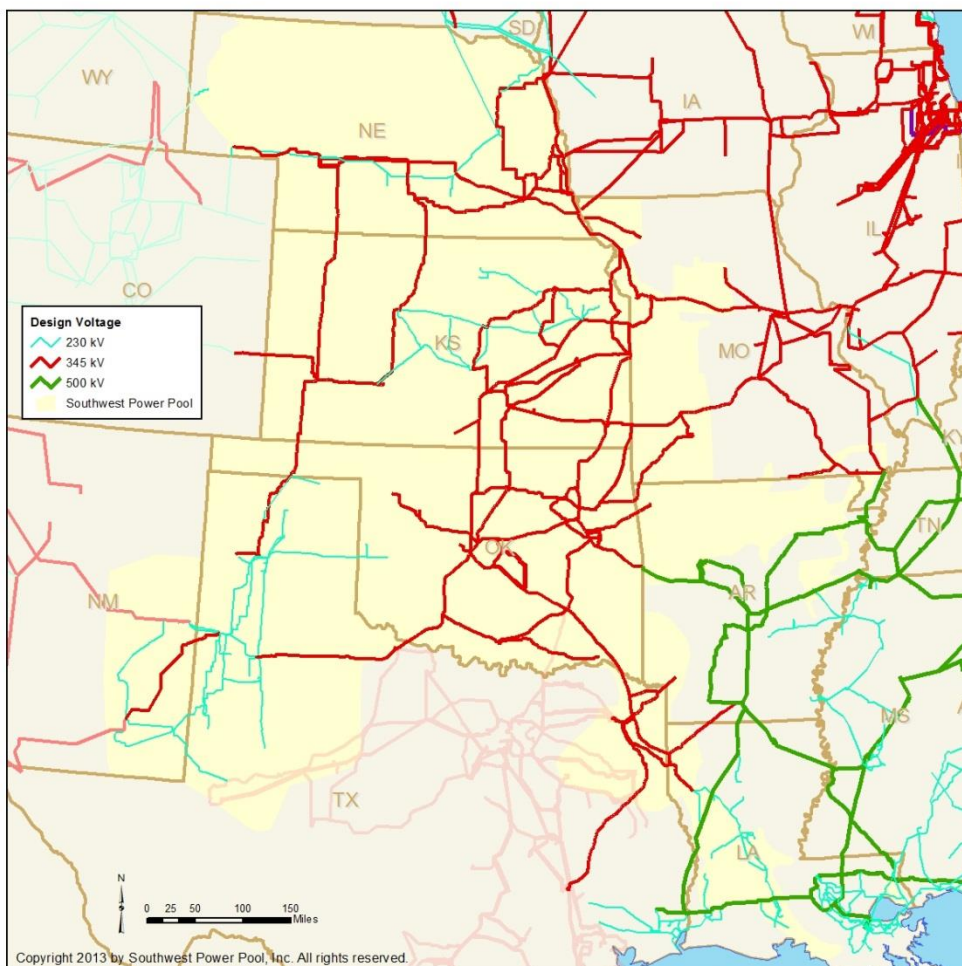 SD
WI
WY
NE
IA
IL
CO
Design Voltage
230 kV
345 kV
500 kV
Southwest Power Pool
KS
MO
KY
TN
OK
AR
NM
MS
TX
LA
N
0 25 50 100 150
Miles
Copyright 2013 by Southwest Power Pool, Inc. All rights reserved.